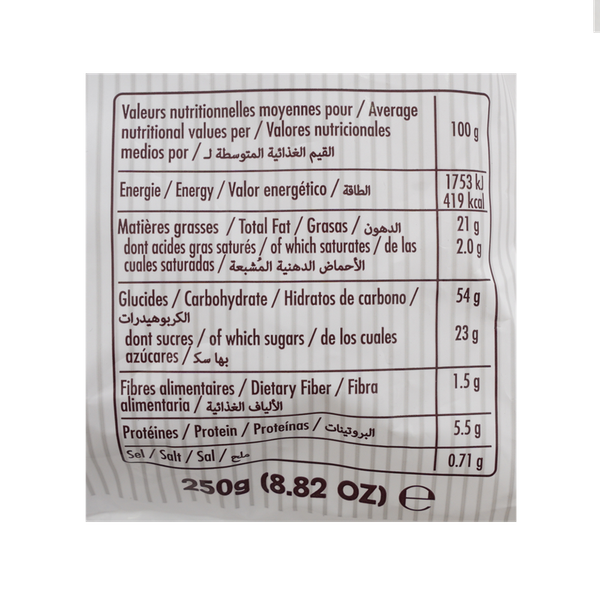 Valeurs nutritionnelles moyennes pour / Average
nutritional values per / Valores nutricionales
medios por / القيم الغذائية المتوسطة لـ
100 g
Energie / Energy / Valor energético / الطاقة
1753 kJ
419 kcal
Matières grasses / Total Fat / Grasas / الدهون
21 g
dont acides gras saturés / of which saturates / de las
2.0 g
cuales saturadas / الأحماض الدهنية المُشبعة
Glucides / Carbohydrate / Hidratos de carbono /
54 g
الكربوهيدرات
dont sucres / of which sugars / de los cuales
23 g
azúcares / بها سك
Fibres alimentaires / Dietary Fiber / Fibra
1.5 g
alimentaria / الألياف الغذائية
Protéines / Protein / Proteínas / البروتينات
5.5 g
Sel / Salt / Sal / ملح
0.71 g
250g (8.82 OZ) ℮